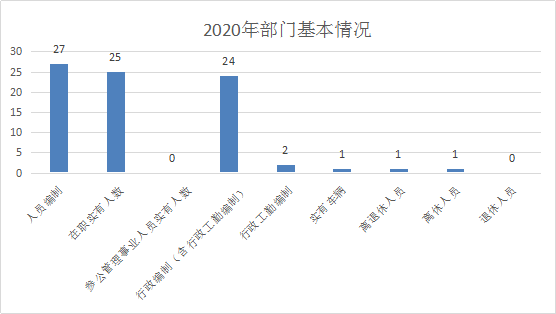 2020年部门基本情况
30
25
20
15
10
5
0
27
25
0
24
2
1
1
1
0
人员编制
在职实有人数
参公管理事业人员实有人数
行政编制（含行政工勤编制）
行政工勤编制
实有车辆
离退休人员
离休人员
退休人员